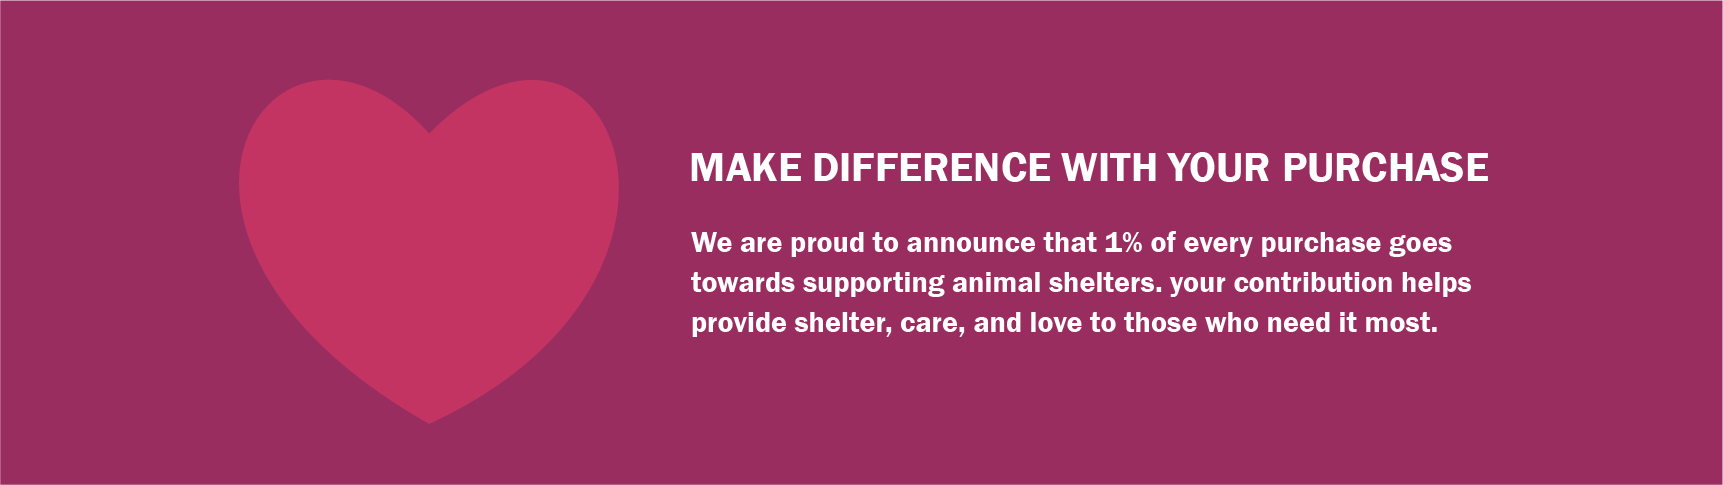 MAKE DIFFERENCE WITH YOUR PURCHASE
We are proud to announce that 1% of every purchase goes
towards supporting animal shelters. your contribution helps
provide shelter, care, and love to those who need it most.